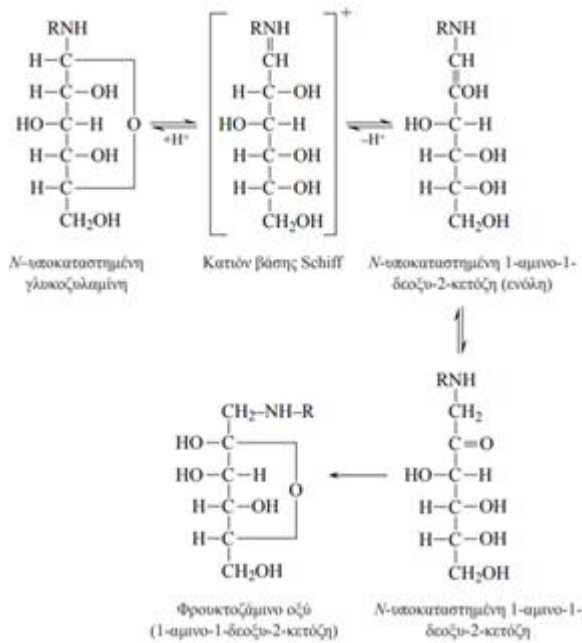 RNH
H–C
H–C–OH
HO–C–H
O
H–C–OH
H–C
CH₂OH
N-υποκαταστημένη
γλυκοζυλαμίνη
+H⁺
+
RNH
CH
H–C–OH
HO–C–H
H–C–OH
H–C–OH
CH₂OH
Κατιόν βάσης Schiff
–H⁺
RNH
CH
COH
HO–C–H
H–C–OH
H–C–OH
CH₂OH
N-υποκαταστημένη 1-αμινο-1-
δεοξυ-2-κετόζη (ενόλη)
RNH
CH₂
C=O
HO–C–H
H–C–OH
H–C–OH
CH₂OH
N-υποκαταστημένη 1-αμινο-1-
δεοξυ-2-κετόζη
CH₂–NH–R
HO–C
HO–C–H
O
H–C–OH
H–C
CH₂OH
Φρουκτοζάμινο οξύ
(1-αμινο-1-δεοξυ-2-κετόζη)